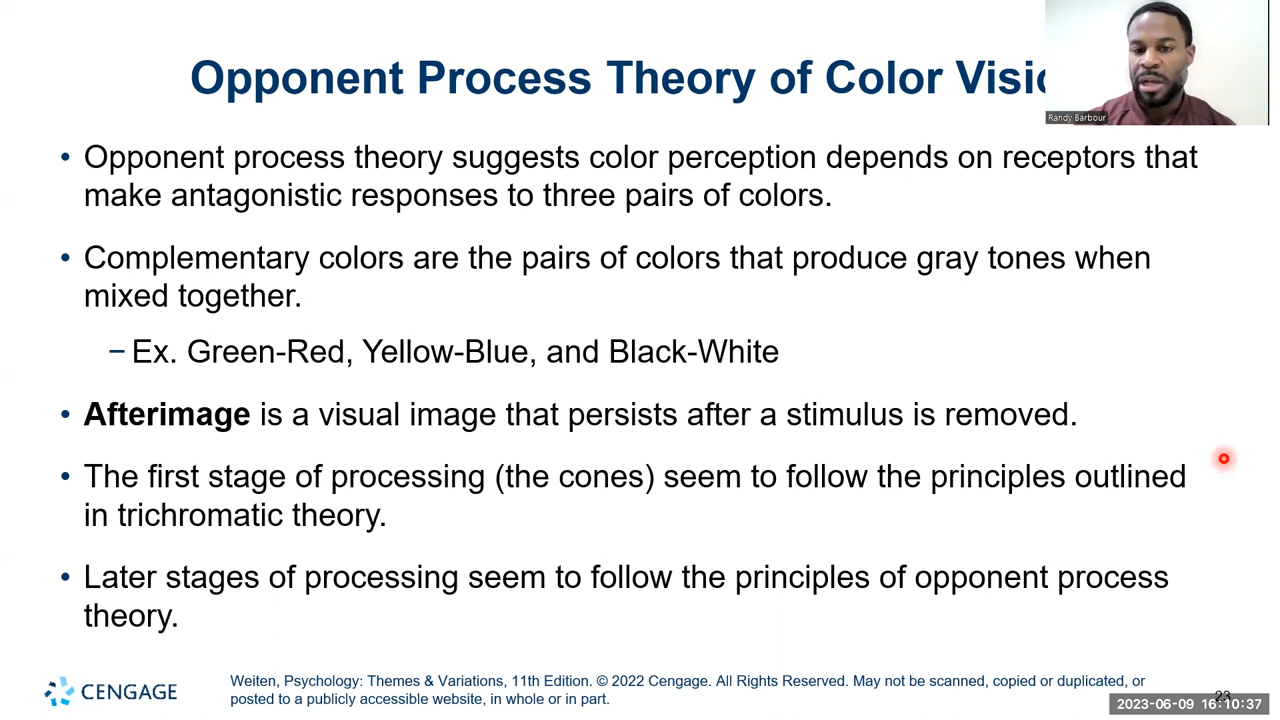 Opponent Process Theory of Color Visio
Randy Barbour
• Opponent process theory suggests color perception depends on receptors that
make antagonistic responses to three pairs of colors.
• Complementary colors are the pairs of colors that produce gray tones when
mixed together.
– Ex. Green-Red, Yellow-Blue, and Black-White
• Afterimage is a visual image that persists after a stimulus is removed.
• The first stage of processing (the cones) seem to follow the principles outlined
in trichromatic theory.
• Later stages of processing seem to follow the principles of opponent process
theory.
CENGAGE
Weiten, Psychology: Themes & Variations, 11th Edition. © 2022 Cengage. All Rights Reserved. May not be scanned, copied or duplicated, or
posted to a publicly accessible website, in whole or in part.
23
2023-06-09 16:10:37